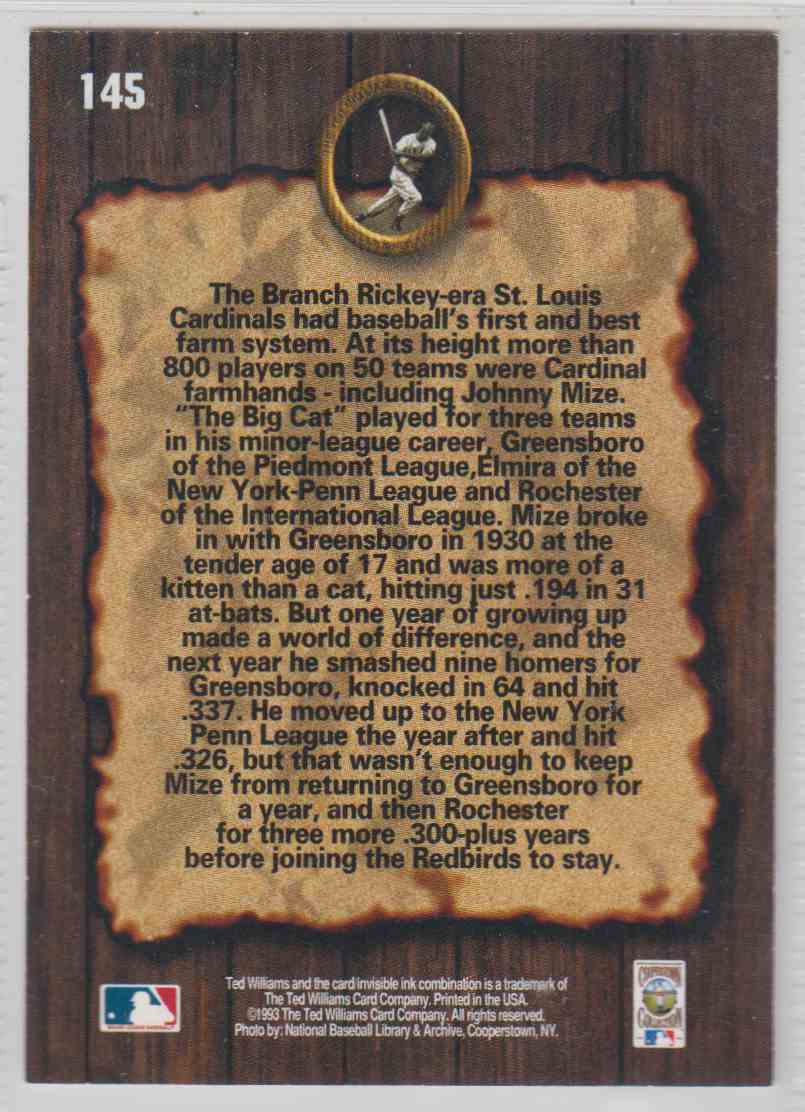 145
The Branch Rickey-era St. Louis
Cardinals had baseball's first and best
farm system. At its height more than
800 players on 50 teams were Cardinal
farmhands - including Johnny Mize.
"The Big Cat" played for three teams
in his minor-league career, Greensboro
of the Piedmont League,Elmira of the
New York-Penn League and Rochester
of the International League. Mize broke
in with Greensboro in 1930 at the
tender age of 17 and was more of a
kitten than a cat, hitting just .194 in 31
at-bats. But one year of growing up
made a world of difference, and the
next year he smashed nine homers for
Greensboro, knocked in 64 and hit
.337. He moved up to the New York
Penn League the year after and hit
.326, but that wasn't enough to keep
Mize from returning to Greensboro for
a year, and then Rochester
for three more .300-plus years
before joining the Redbirds to stay.
Ted Williams and the card invisible ink combination is a trademark of
The Ted Williams Card Company. Printed in the USA.
©1993 The Ted Williams Card Company. All rights reserved.
Photo by: National Baseball Library & Archive, Cooperstown, NY.
COOPERSTOWN
COLLECTION